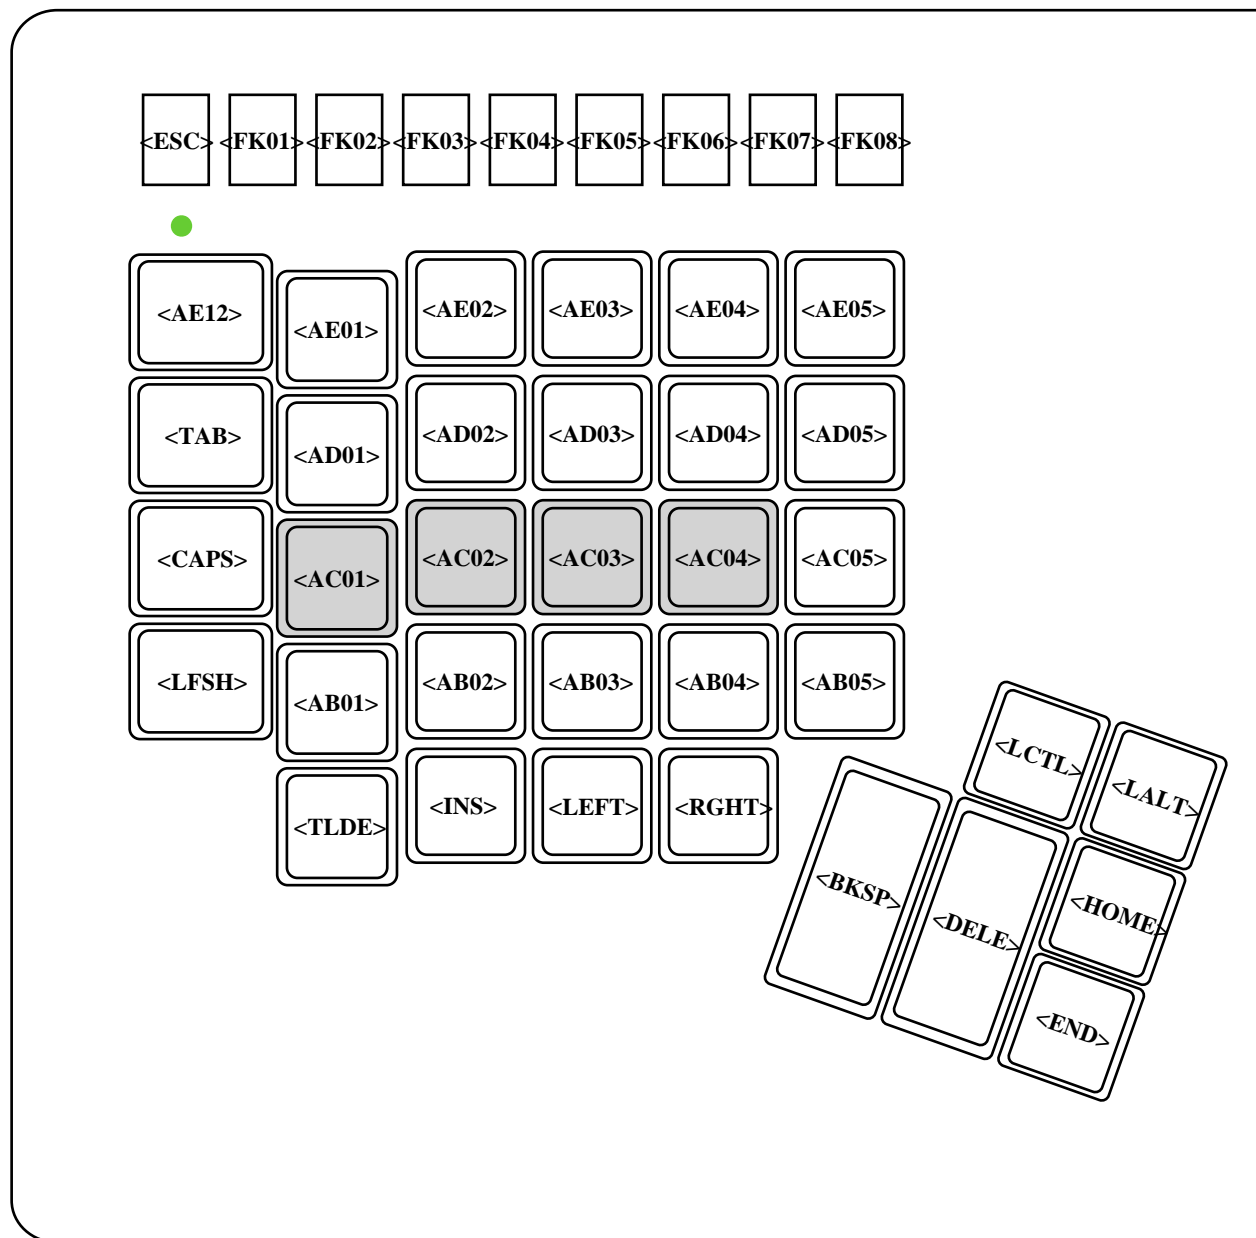 <ESC> <FK01> <FK02> <FK03> <FK04> <FK05> <FK06> <FK07> <FK08>
<AE12> <AE01> <AE02> <AE03> <AE04> <AE05>
<TAB> <AD01> <AD02> <AD03> <AD04> <AD05>
<CAPS> <AC01> <AC02> <AC03> <AC04> <AC05>
<LFSH> <AB01> <AB02> <AB03> <AB04> <AB05>
<TLDE> <INS> <LEFT> <RGHT>
<LCTL> <LALT>
<BKSP> <DELE> <HOME>
<END>